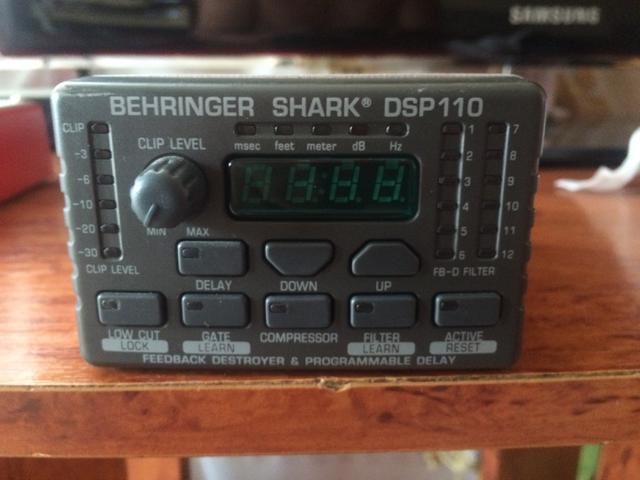 SAMSUNG
BEHRINGER SHARK® DSP110
CLIP
-3
-6
-10
-20
-30
CLIP LEVEL
CLIP LEVEL
MIN MAX
msec feet meter dB Hz
1 7
2 8
3 9
4 10
5 11
6 12
FB-D FILTER
DELAY DOWN UP
LOW CUT GATE COMPRESSOR FILTER ACTIVE
LOCK LEARN LEARN RESET
FEEDBACK DESTROYER & PROGRAMMABLE DELAY